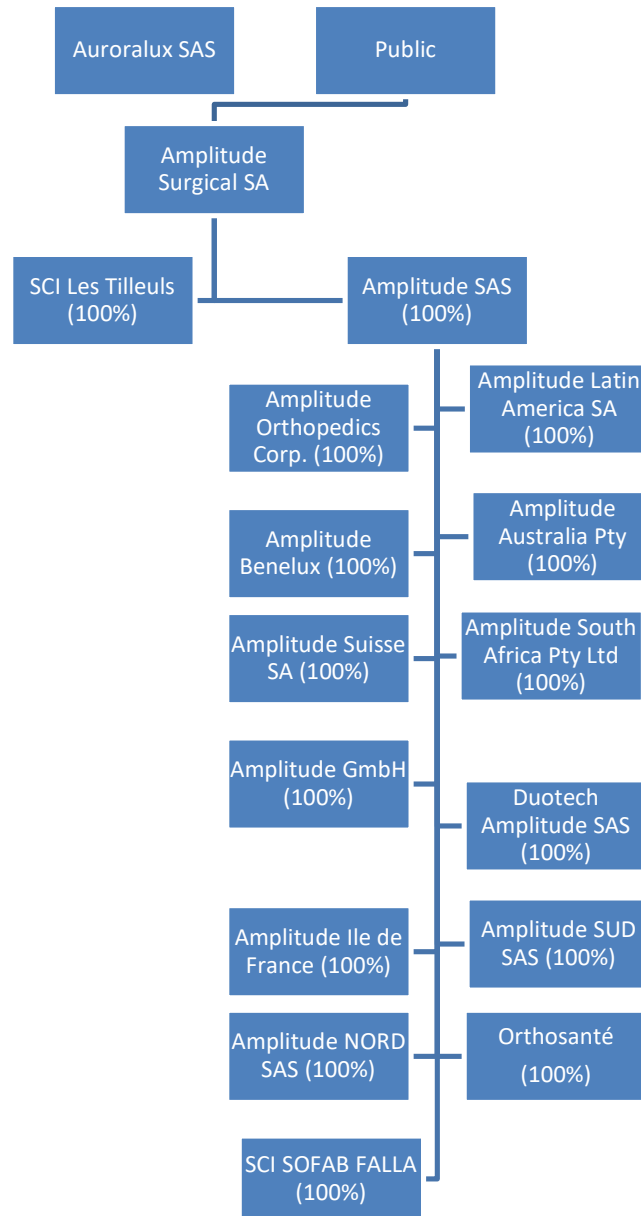 Auroralux SAS
Public
Amplitude
Surgical SA
SCI Les Tilleuls
(100%)
Amplitude SAS
(100%)
Amplitude
Orthopedics
Corp. (100%)
Amplitude Latin
America SA
(100%)
Amplitude
Benelux (100%)
Amplitude
Australia Pty
(100%)
Amplitude Suisse
SA (100%)
Amplitude South
Africa Pty Ltd
(100%)
Amplitude GmbH
(100%)
Duotech
Amplitude SAS
(100%)
Amplitude Ile de
France (100%)
Amplitude SUD
SAS (100%)
Amplitude NORD
SAS (100%)
Orthosanté
(100%)
SCI SOFAB FALLA
(100%)